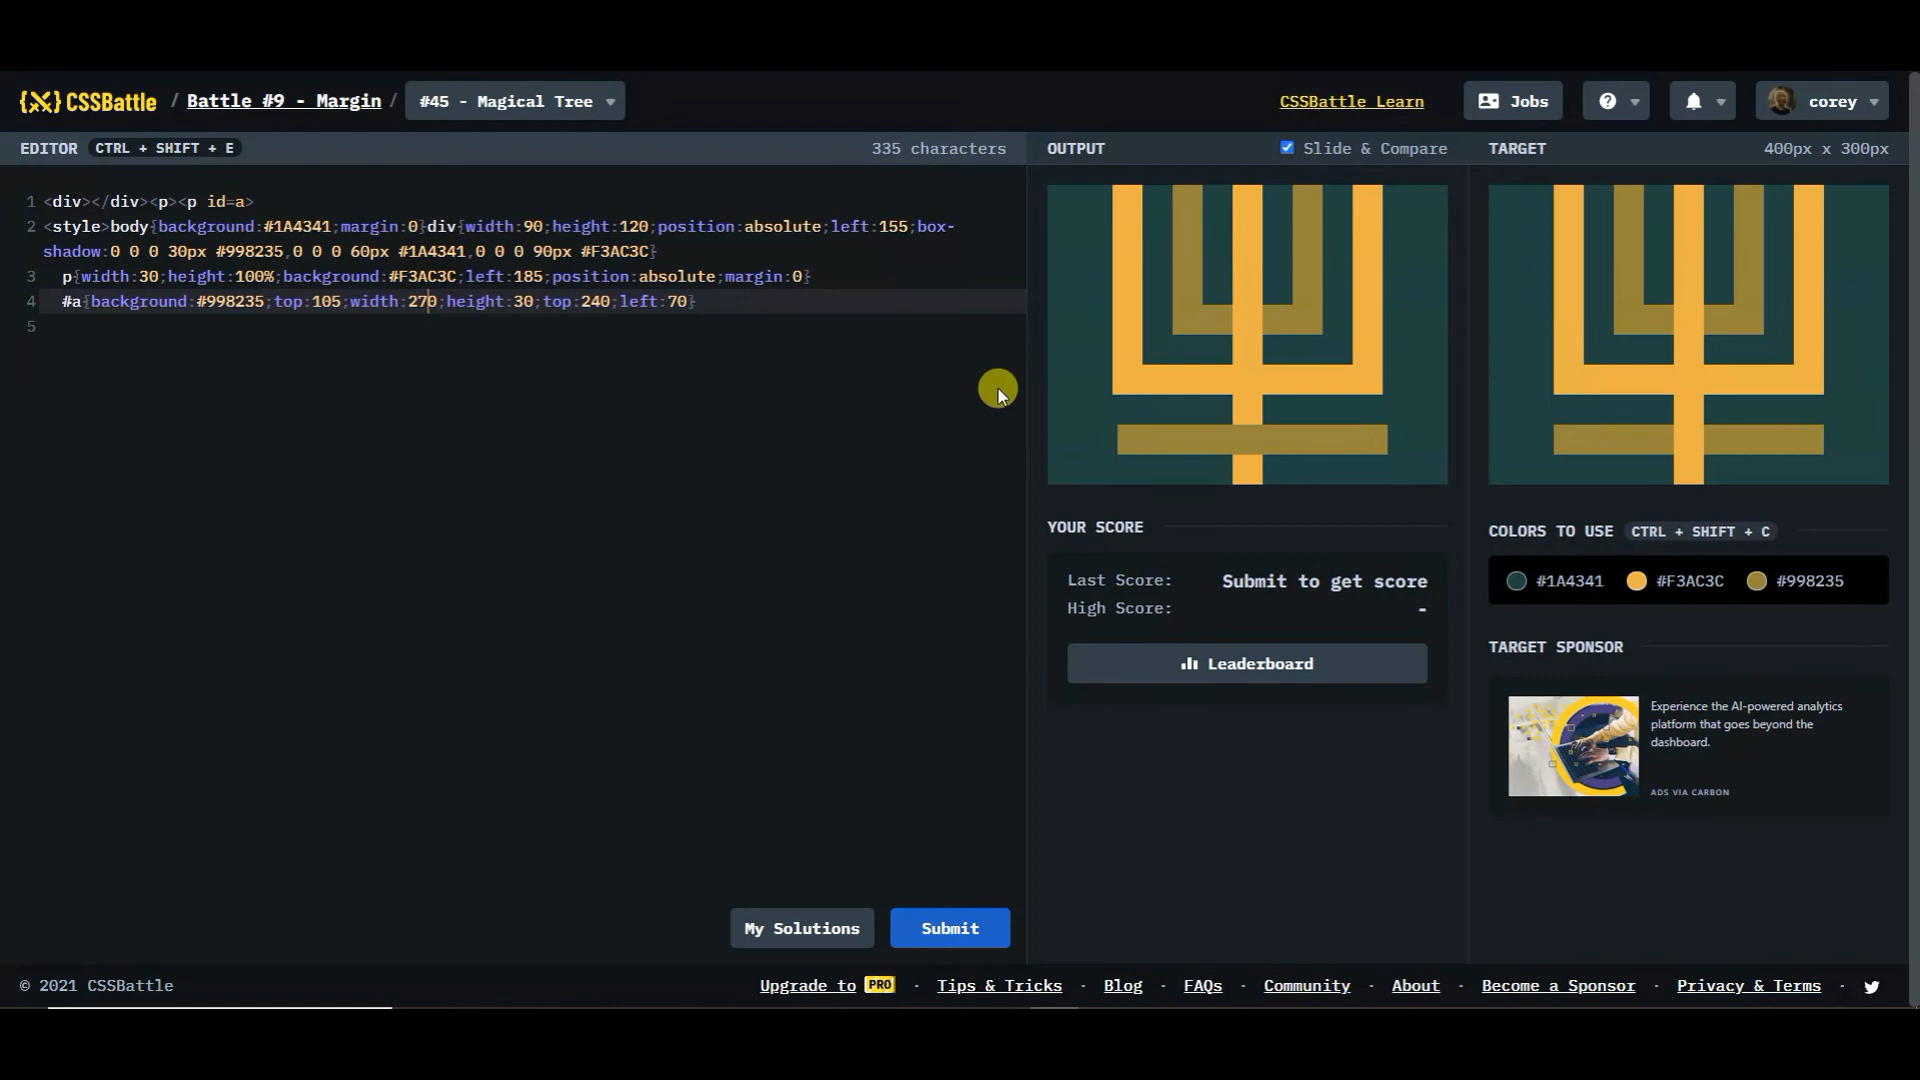 CSSBattle / Battle #9 - Margin / #45 - Magical Tree
CSSBattle Learn
Jobs
corey
EDITOR CTRL + SHIFT + E
335 characters
OUTPUT
Slide & Compare
TARGET
400px x 300px
1 <div></div><p><p id=a>
2 <style>body{background:#1A4341;margin:0}div{width:90;height:120;position:absolute;left:155;box-
shadow:0 0 0 30px #998235,0 0 0 60px #1A4341,0 0 0 90px #F3AC3C}
3 p{width:30;height:100%;background:#F3AC3C;left:185;position:absolute;margin:0}
4 #a{background:#998235;top:105;width:270;height:30;top:240;left:70}
5
YOUR SCORE
Last Score: Submit to get score
High Score: -
Leaderboard
COLORS TO USE CTRL + SHIFT + C
#1A4341 #F3AC3C #998235
TARGET SPONSOR
Experience the AI-powered analytics
platform that goes beyond the
dashboard.
ADS VIA CARBON
My Solutions
Submit
© 2021 CSSBattle
Upgrade to PRO · Tips & Tricks · Blog · FAQs · Community · About · Become a Sponsor · Privacy & Terms ·